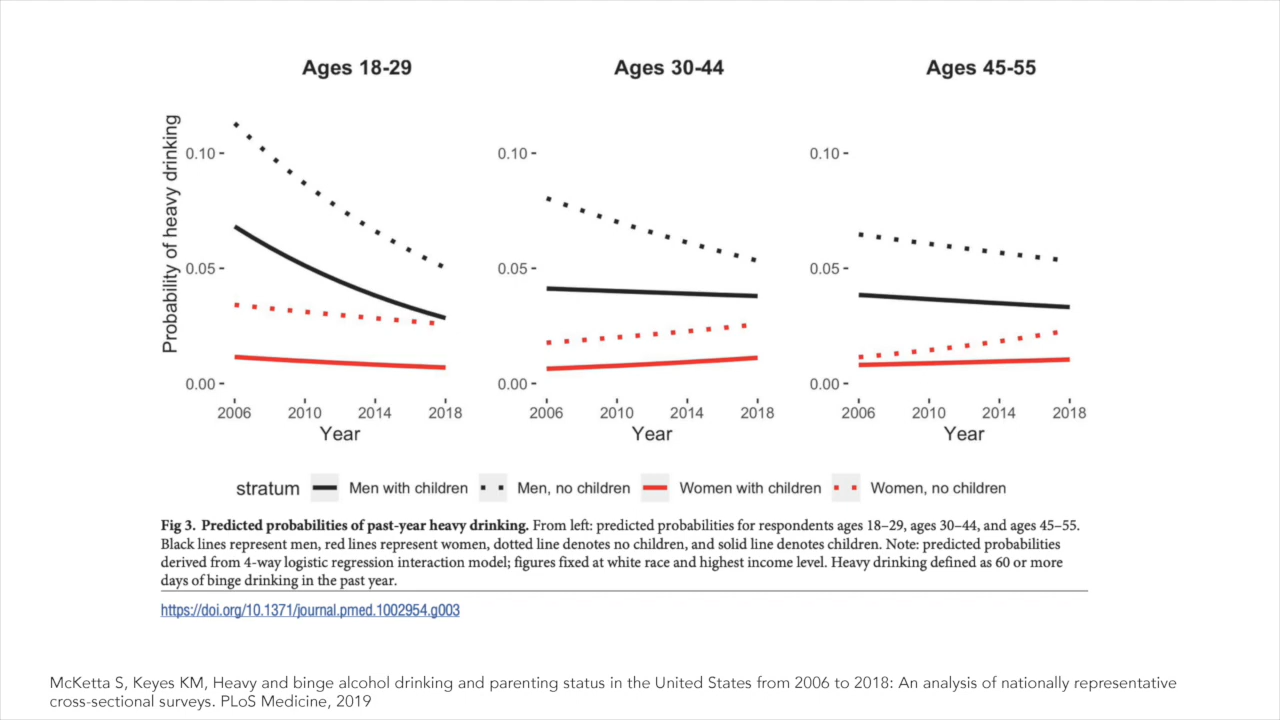 Ages 18-29
Ages 30-44
Ages 45-55
Probability of heavy drinking
0.10
0.05
0.00
0.10
0.05
0.00
0.10
0.05
0.00
2006 2010 2014 2018
2006 2010 2014 2018
2006 2010 2014 2018
Year
Year
Year
stratum Men with children Men, no children Women with children Women, no children
Fig 3. Predicted probabilities of past-year heavy drinking. From left: predicted probabilities for respondents ages 18–29, ages 30–44, and ages 45–55.
Black lines represent men, red lines represent women, dotted line denotes no children, and solid line denotes children. Note: predicted probabilities
derived from 4-way logistic regression interaction model; figures fixed at white race and highest income level. Heavy drinking defined as 60 or more
days of binge drinking in the past year.
https://doi.org/10.1371/journal.pmed.1002954.g003
McKetta S, Keyes KM, Heavy and binge alcohol drinking and parenting status in the United States from 2006 to 2018: An analysis of nationally representative
cross-sectional surveys. PLoS Medicine, 2019